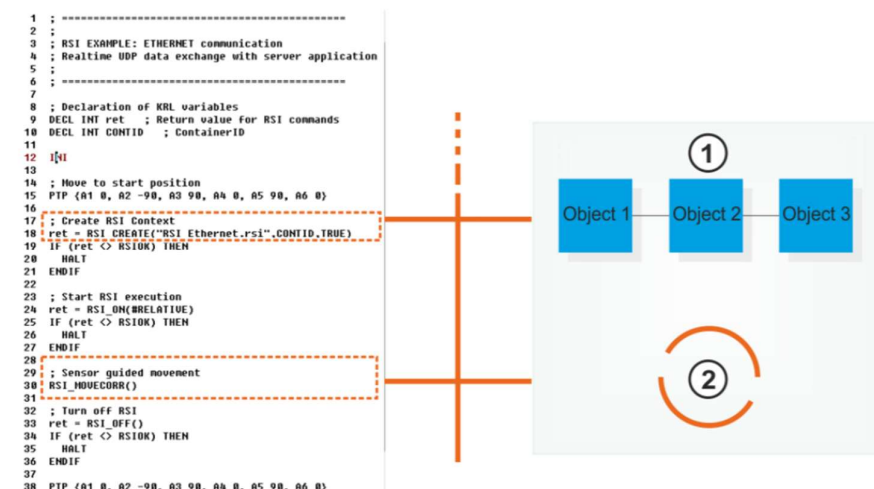 1 ; =============================================
2 ;
3 ; RSI EXAMPLE: ETHERNET communication
4 ; Realtime UDP data exchange with server application
5 ;
6 ; =============================================
7
8 ; Declaration of KRL variables
9 DECL INT ret ; Return value for RSI commands
10 DECL INT CONTID ; ContainerID
11
12 INI
13
14 ; Move to start position
15 PTP {A1 0, A2 -90, A3 90, A4 0, A5 90, A6 0}
16
17 ; Create RSI Context
18 ret = RSI_CREATE("RSI_Ethernet.rsi",CONTID,TRUE)
19 IF (ret <> RSIOK) THEN
20 HALT
21 ENDIF
22
23 ; Start RSI execution
24 ret = RSI_ON(#RELATIVE)
25 IF (ret <> RSIOK) THEN
26 HALT
27 ENDIF
28
29 ; Sensor guided movement
30 RSI_MOVECORR()
31
32 ; Turn off RSI
33 ret = RSI_OFF()
34 IF (ret <> RSIOK) THEN
35 HALT
36 ENDIF
37
38 PTP {A1 0, A2 -90, A3 90, A4 0, A5 90, A6 0}
1
Object 1 Object 2 Object 3
2